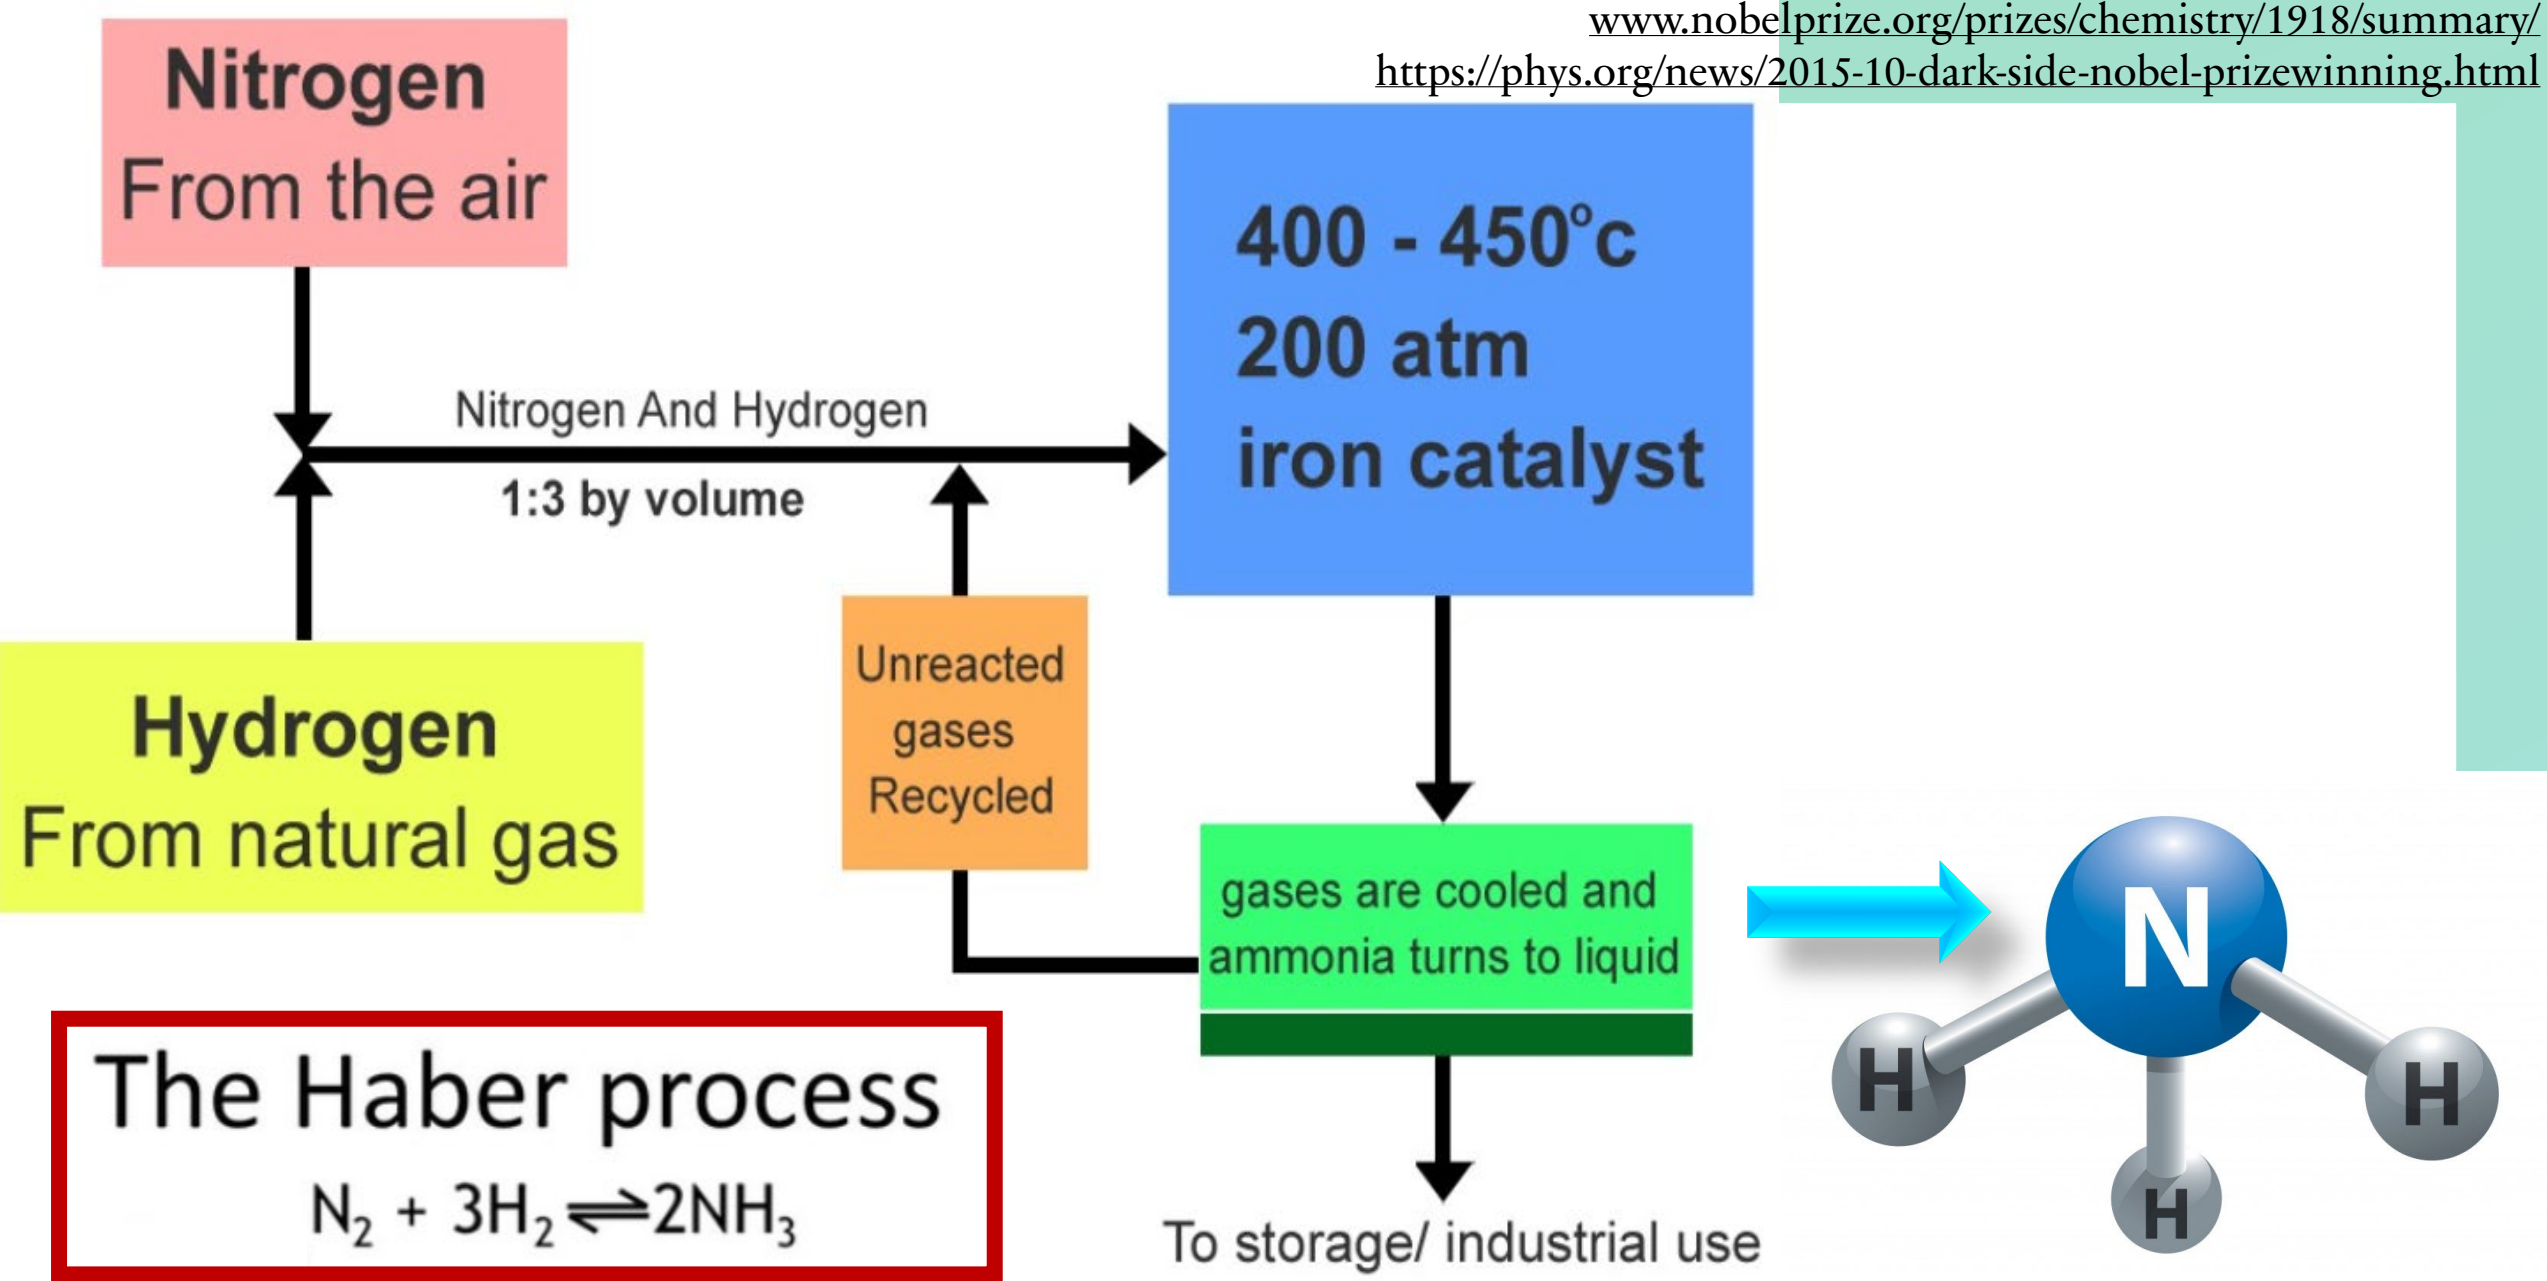 www.nobelprize.org/prizes/chemistry/1918/summary/
https://phys.org/news/2015-10-dark-side-nobel-prizewinning.html
Nitrogen
From the air
400 - 450°c
200 atm
iron catalyst
Nitrogen And Hydrogen
1:3 by volume
Hydrogen
From natural gas
Unreacted
gases
Recycled
gases are cooled and
ammonia turns to liquid
To storage/ industrial use
The Haber process
N₂ + 3H₂⇌2NH₃
N
H
H
H